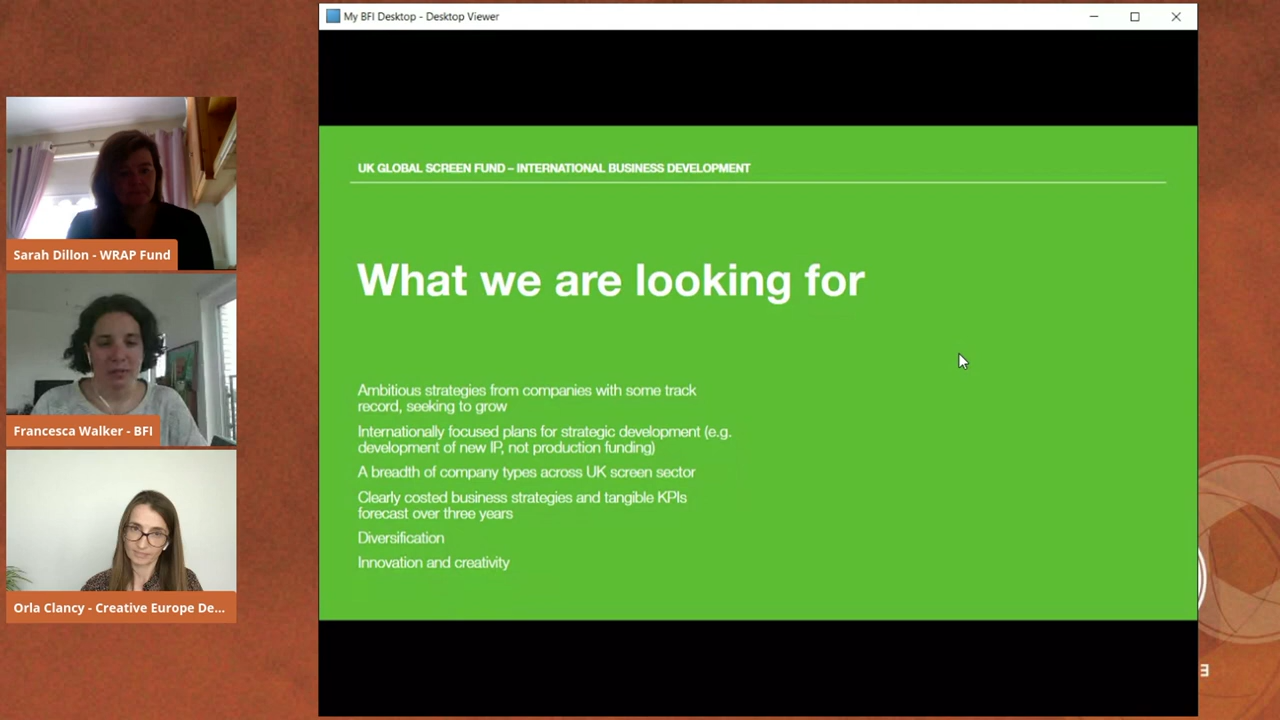 My BFI Desktop - Desktop Viewer
UK GLOBAL SCREEN FUND – INTERNATIONAL BUSINESS DEVELOPMENT
What we are looking for
Ambitious strategies from companies with some track
record, seeking to grow
Internationally focused plans for strategic development (e.g.
development of new IP, not production funding)
A breadth of company types across UK screen sector
Clearly costed business strategies and tangible KPIs
forecast over three years
Diversification
Innovation and creativity
Sarah Dillon - WRAP Fund
Francesca Walker - BFI
Orla Clancy - Creative Europe De...